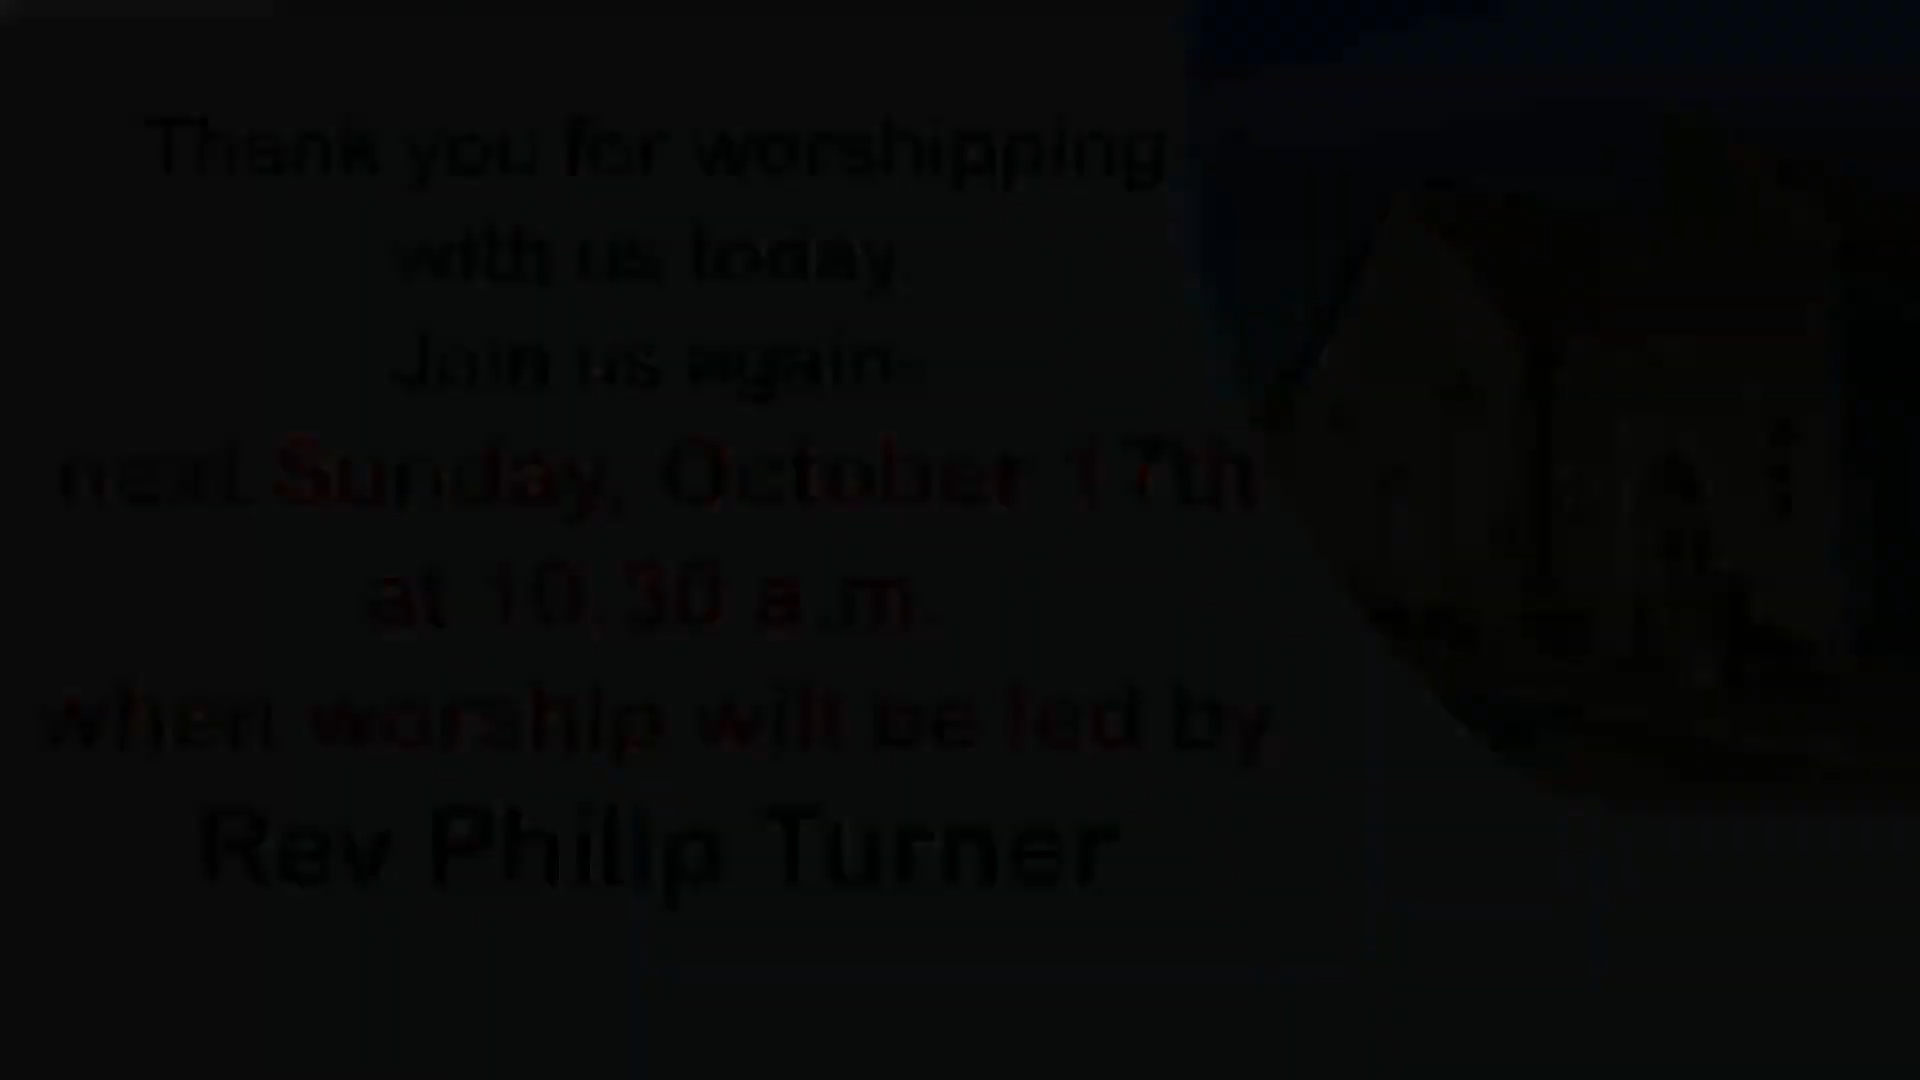 Thank you for worshipping
with us today
Join us again
next Sunday, October 17th
at 10.30 a.m.
when worship will be led by
Rev Philip Turner